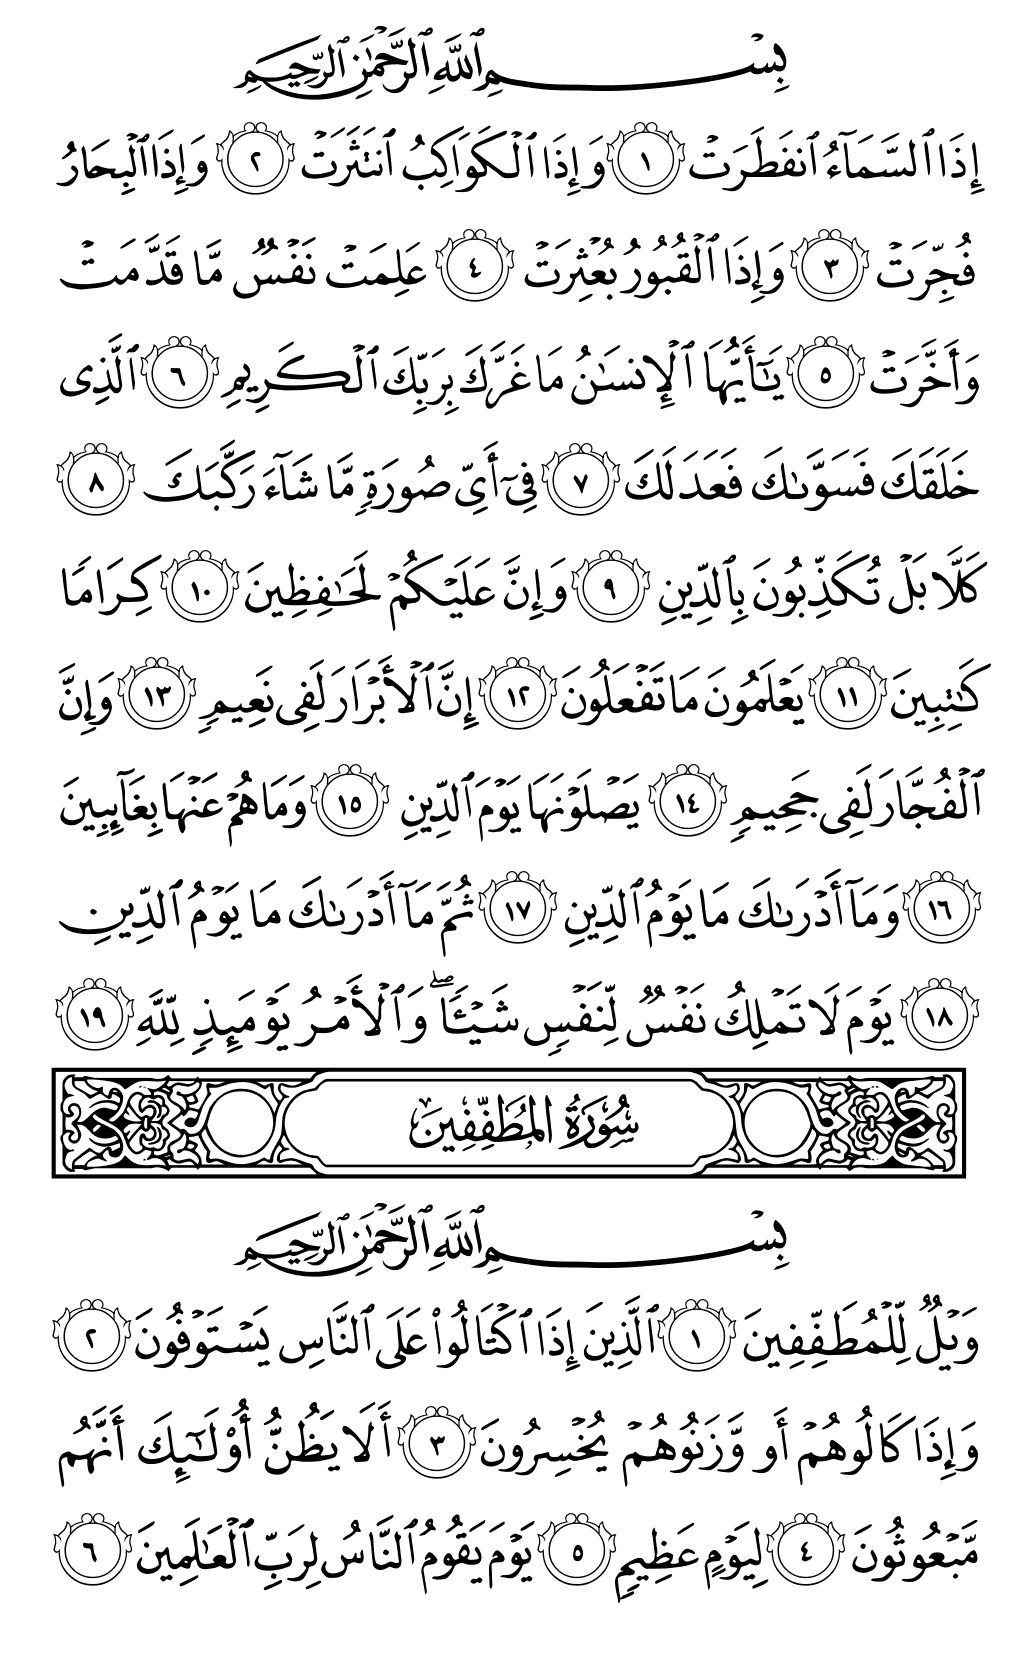 بِسْمِ ٱللَّهِ ٱلرَّحْمَٰنِ ٱلرَّحِيمِ
إِذَا ٱلسَّمَآءُ ٱنفَطَرَتْ ١ وَإِذَا ٱلْكَوَاكِبُ ٱنتَثَرَتْ ٢ وَإِذَا ٱلْبِحَارُ
فُجِّرَتْ ٣ وَإِذَا ٱلْقُبُورُ بُعْثِرَتْ ٤ عَلِمَتْ نَفْسٌ مَّا قَدَّمَتْ
وَأَخَّرَتْ ٥ يَٰٓأَيُّهَا ٱلْإِنسَٰنُ مَا غَرَّكَ بِرَبِّكَ ٱلْكَرِيمِ ٦ ٱلَّذِى
خَلَقَكَ فَسَوَّىٰكَ فَعَدَلَكَ ٧ فِىٓ أَىِّ صُورَةٍ مَّا شَآءَ رَكَّبَكَ ٨
كَلَّا بَلْ تُكَذِّبُونَ بِٱلدِّينِ ٩ وَإِنَّ عَلَيْكُمْ لَحَٰفِظِينَ ١٠ كِرَامًا
كَٰتِبِينَ ١١ يَعْلَمُونَ مَا تَفْعَلُونَ ١٢ إِنَّ ٱلْأَبْرَارَ لَفِى نَعِيمٍ ١٣ وَإِنَّ
ٱلْفُجَّارَ لَفِى جَحِيمٍ ١٤ يَصْلَوْنَهَا يَوْمَ ٱلدِّينِ ١٥ وَمَا هُمْ عَنْهَا بِغَآئِبِينَ
١٦ وَمَآ أَدْرَىٰكَ مَا يَوْمُ ٱلدِّينِ ١٧ ثُمَّ مَآ أَدْرَىٰكَ مَا يَوْمُ ٱلدِّينِ
١٨ يَوْمَ لَا تَمْلِكُ نَفْسٌ لِّنَفْسٍ شَيْـًٔا ۖ وَٱلْأَمْرُ يَوْمَئِذٍ لِّلَّهِ ١٩
سُورَةُ المُطَفِّفِينَ
بِسْمِ ٱللَّهِ ٱلرَّحْمَٰنِ ٱلرَّحِيمِ
وَيْلٌ لِّلْمُطَفِّفِينَ ١ ٱلَّذِينَ إِذَا ٱكْتَالُوا۟ عَلَى ٱلنَّاسِ يَسْتَوْفُونَ ٢
وَإِذَا كَالُوهُمْ أَو وَّزَنُوهُمْ يُخْسِرُونَ ٣ أَلَا يَظُنُّ أُو۟لَٰٓئِكَ أَنَّهُم
مَّبْعُوثُونَ ٤ لِيَوْمٍ عَظِيمٍ ٥ يَوْمَ يَقُومُ ٱلنَّاسُ لِرَبِّ ٱلْعَٰلَمِينَ ٦